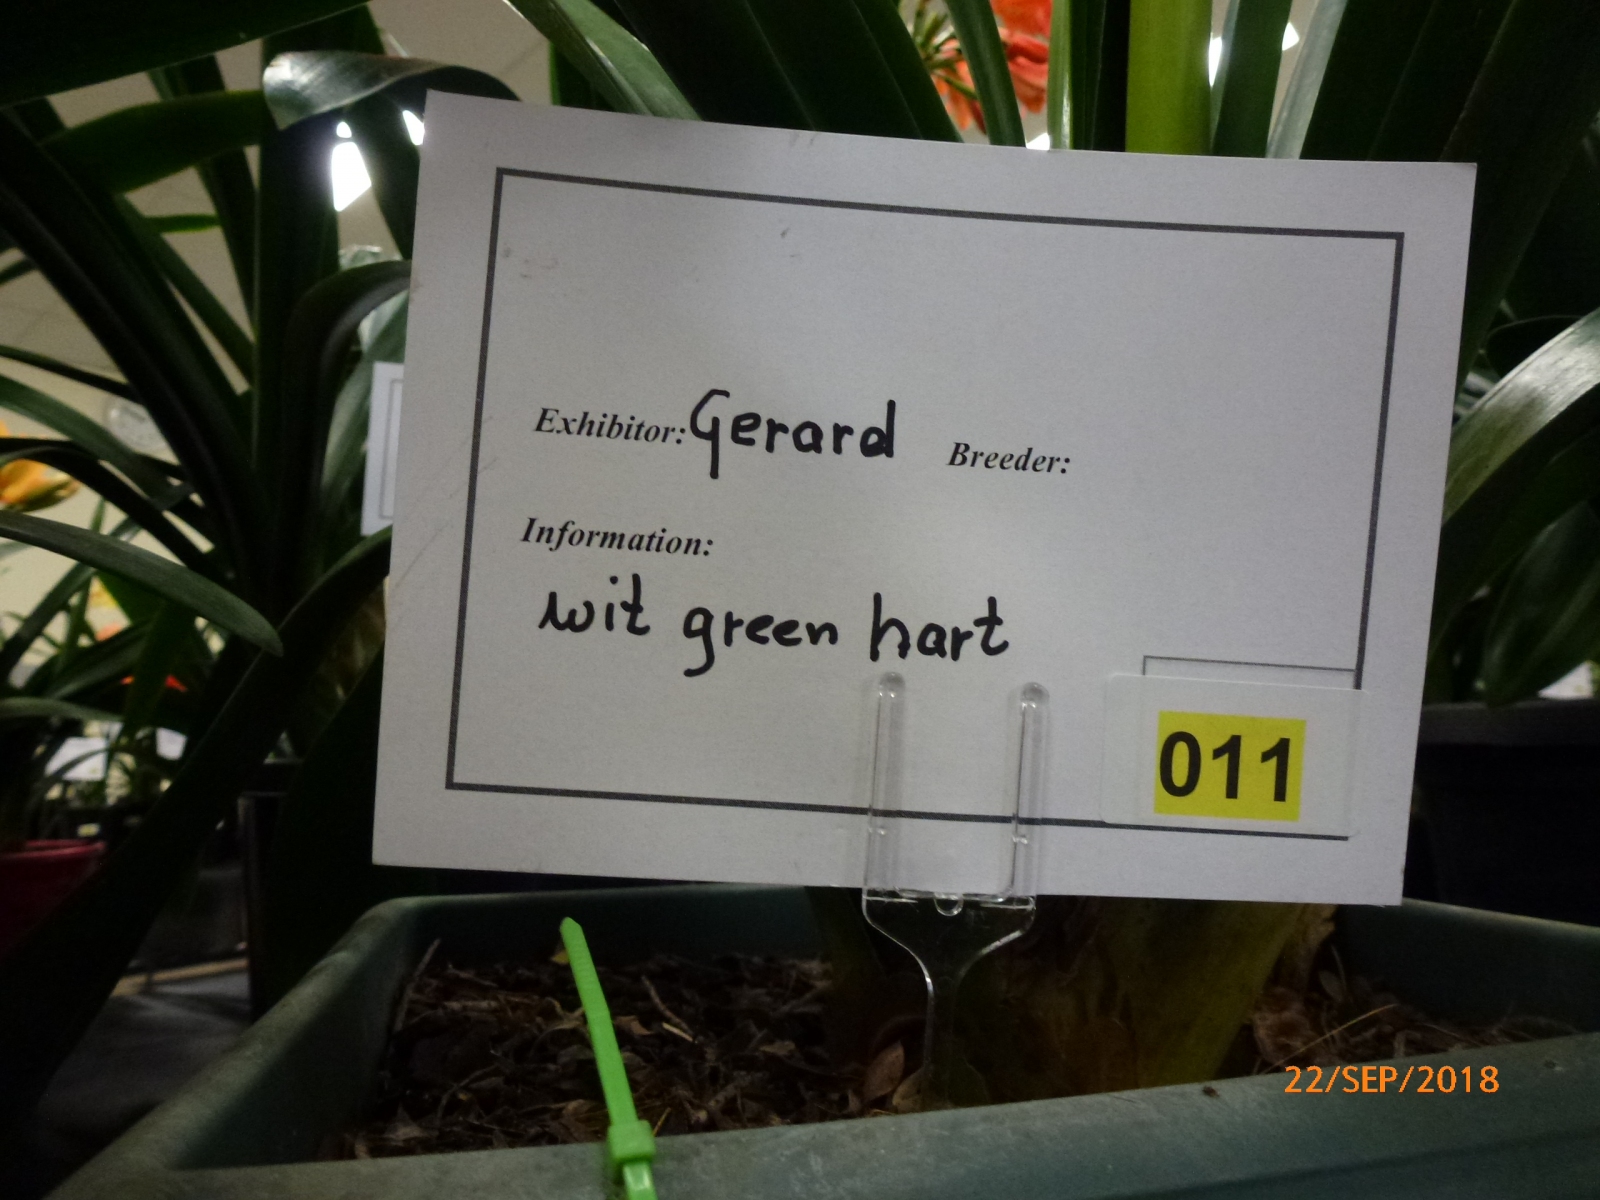 Exhibitor: Gerard Breeder:
Information:
wit green hart
011
22/SEP/2018